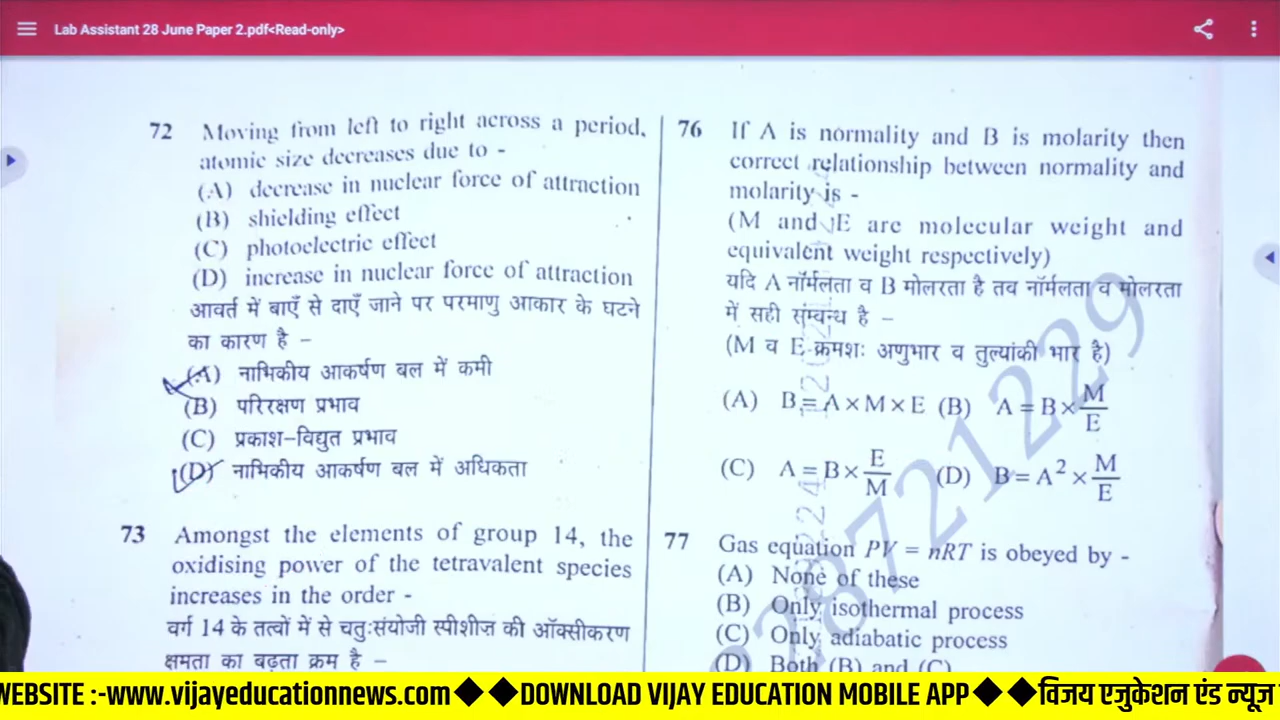 Lab Assistant 28 June Paper 2.pdf<Read-only>
72 Moving from left to right across a period,
atomic size decreases due to -
(A) decrease in nuclear force of attraction
(B) shielding effect
(C) photoelectric effect
(D) increase in nuclear force of attraction
आवर्त में बाएँ से दाएँ जाने पर परमाणु आकार के घटने
का कारण है –
(A) नाभिकीय आकर्षण बल में कमी
(B) परिरक्षण प्रभाव
(C) प्रकाश-विद्युत प्रभाव
(D) नाभिकीय आकर्षण बल में अधिकता
73 Amongst the elements of group 14, the
oxidising power of the tetravalent species
increases in the order -
वर्ग 14 के तत्वों में से चतुःसंयोजी स्पीशीज की ऑक्सीकरण
क्षमता का बढ़ता क्रम है –
76 If A is normality and B is molarity then
correct relationship between normality and
molarity is -
(M and E are molecular weight and
equivalent weight respectively)
यदि A नॉर्मलता व B मोलरता है तब नॉर्मलता व मोलरता
में सही संम्बन्ध है –
(M व E क्रमशः अणुभार व तुल्यांकी भार है)
(A) B = A × M × E (B) A = B × M/E
(C) A = B × E/M (D) B = A² × M/E
77 Gas equation PV = nRT is obeyed by -
(A) None of these
(B) Only isothermal process
(C) Only adiabatic process
(D) Both (B) and (C)
WEBSITE :-www.vijayeducationnews.com◆ ◆DOWNLOAD VIJAY EDUCATION MOBILE APP◆ ◆विजय एजुकेशन एंड न्यूज